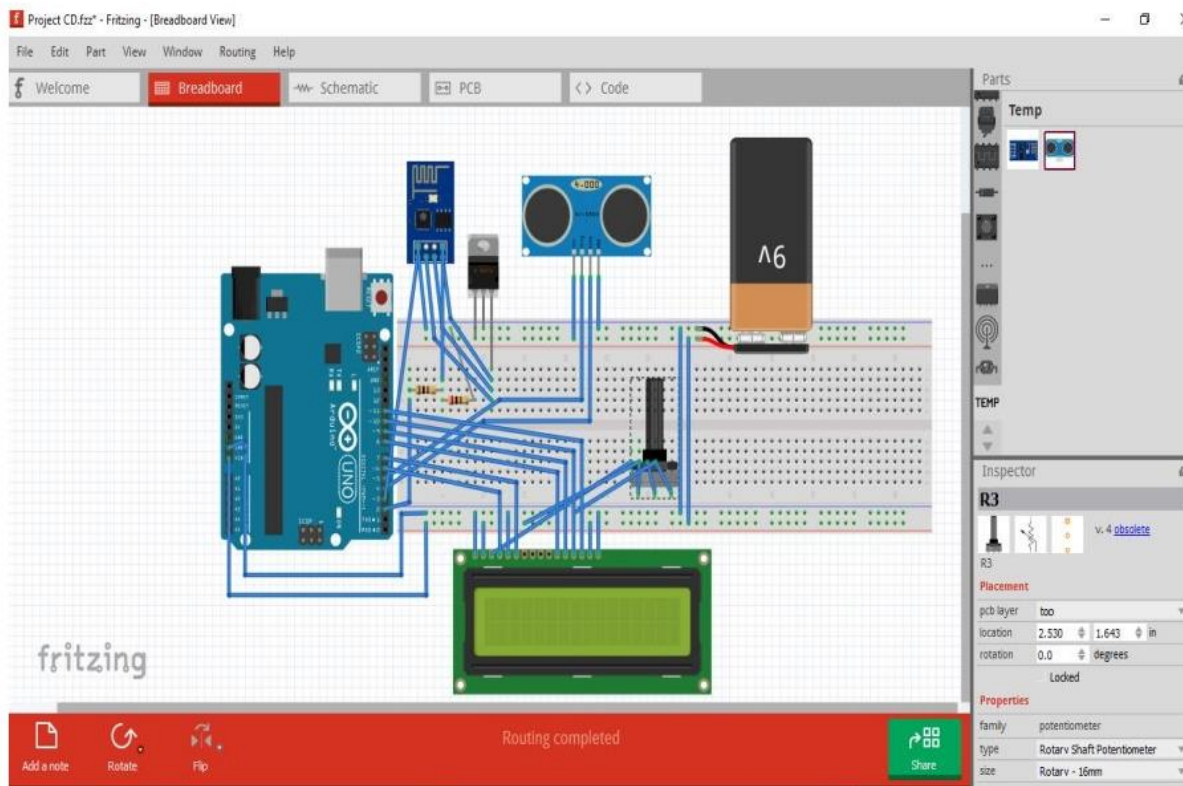 Project CD.fzz* - Fritzing - [Breadboard View]
File Edit Part View Window Routing Help
Welcome
Breadboard
Schematic
PCB
Code
Parts
Temp
...
TEMP
9V
RESET
ICSP2
Arduino
UNO
ICSP
fritzing
Inspector
R3
v. 4 obsolete
R3
Placement
pcb layer top
location 2.530 1.643 in
rotation 0.0 degrees
Locked
Properties
family potentiometer
type Rotary Shaft Potentiometer
size Rotary - 16mm
Add a note
Rotate
Flip
Routing completed
Share